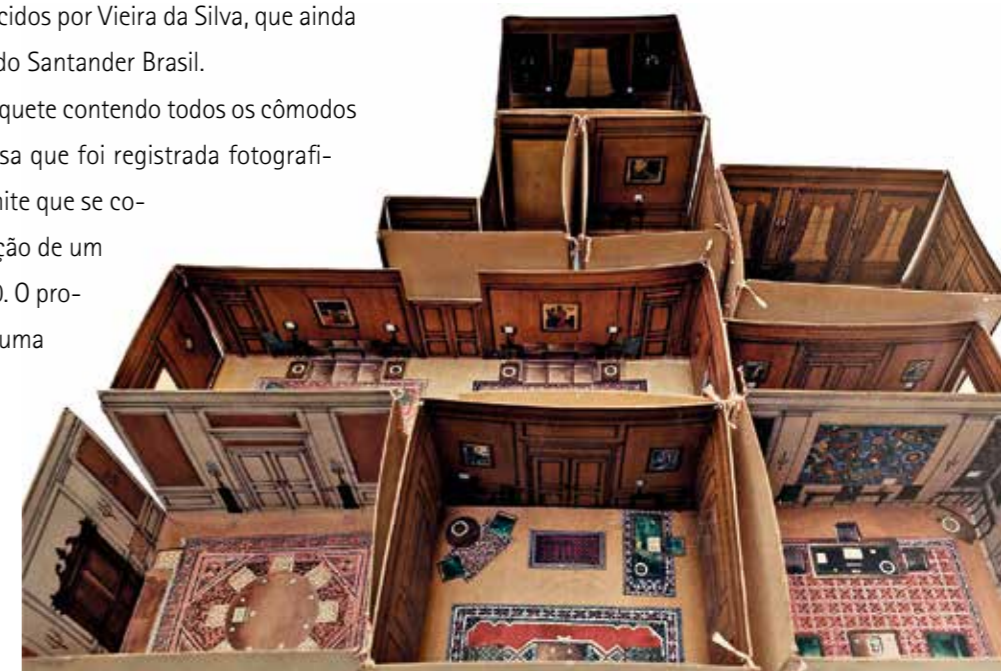 cidos por Vieira da Silva, que ainda
do Santander Brasil.
quete contendo todos os cômodos
sa que foi registrada fotografi-
nite que se co-
ção de um
). O pro-
uma